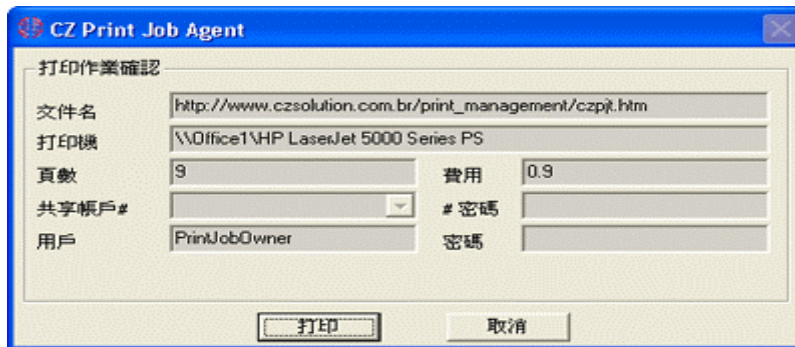 CZ Print Job Agent
打印作業確認
文件名 http://www.czsolution.com.br/print_management/czpjt.htm
打印機 \\Office1\HP LaserJet 5000 Series PS
頁數 9 費用 0.9
共享帳戶# # 密碼
用戶 PrintJobOwner 密碼
打印 取消